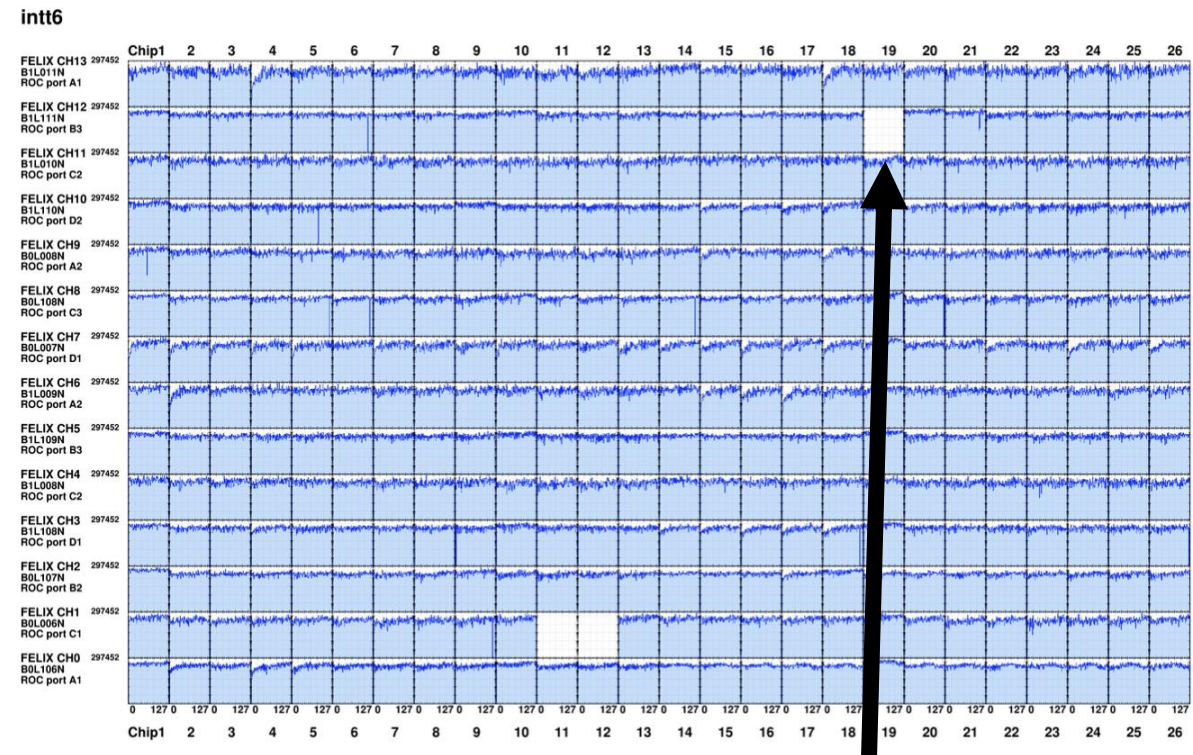 intt6
Chip1 2 3 4 5 6 7 8 9 10 11 12 13 14 15 16 17 18 19 20 21 22 23 24 25 26
FELIX CH13 297452
B1L011N
ROC port A1
FELIX CH12 297452
B1L111N
ROC port B3
FELIX CH11 297452
B1L010N
ROC port C2
FELIX CH10 297452
B1L110N
ROC port D2
FELIX CH9 297452
B0L008N
ROC port A2
FELIX CH8 297452
B0L108N
ROC port C3
FELIX CH7 297452
B0L007N
ROC port D1
FELIX CH6 297452
B1L009N
ROC port A2
FELIX CH5 297452
B1L109N
ROC port B3
FELIX CH4 297452
B1L008N
ROC port C2
FELIX CH3 297452
B1L108N
ROC port D1
FELIX CH2 297452
B0L107N
ROC port B2
FELIX CH1 297452
B0L006N
ROC port C1
FELIX CH0 297452
B0L106N
ROC port A1
0 127 0 127 0 127 0 127 0 127 0 127 0 127 0 127 0 127 0 127 0 127 0 127 0 127 0 127 0 127 0 127 0 127 0 127 127 0 127 0 127 0 127 0 127 0 127 0 127 0 127
Chip1 2 3 4 5 6 7 8 9 10 11 12 13 14 15 16 17 18 19 20 21 22 23 24 25 26